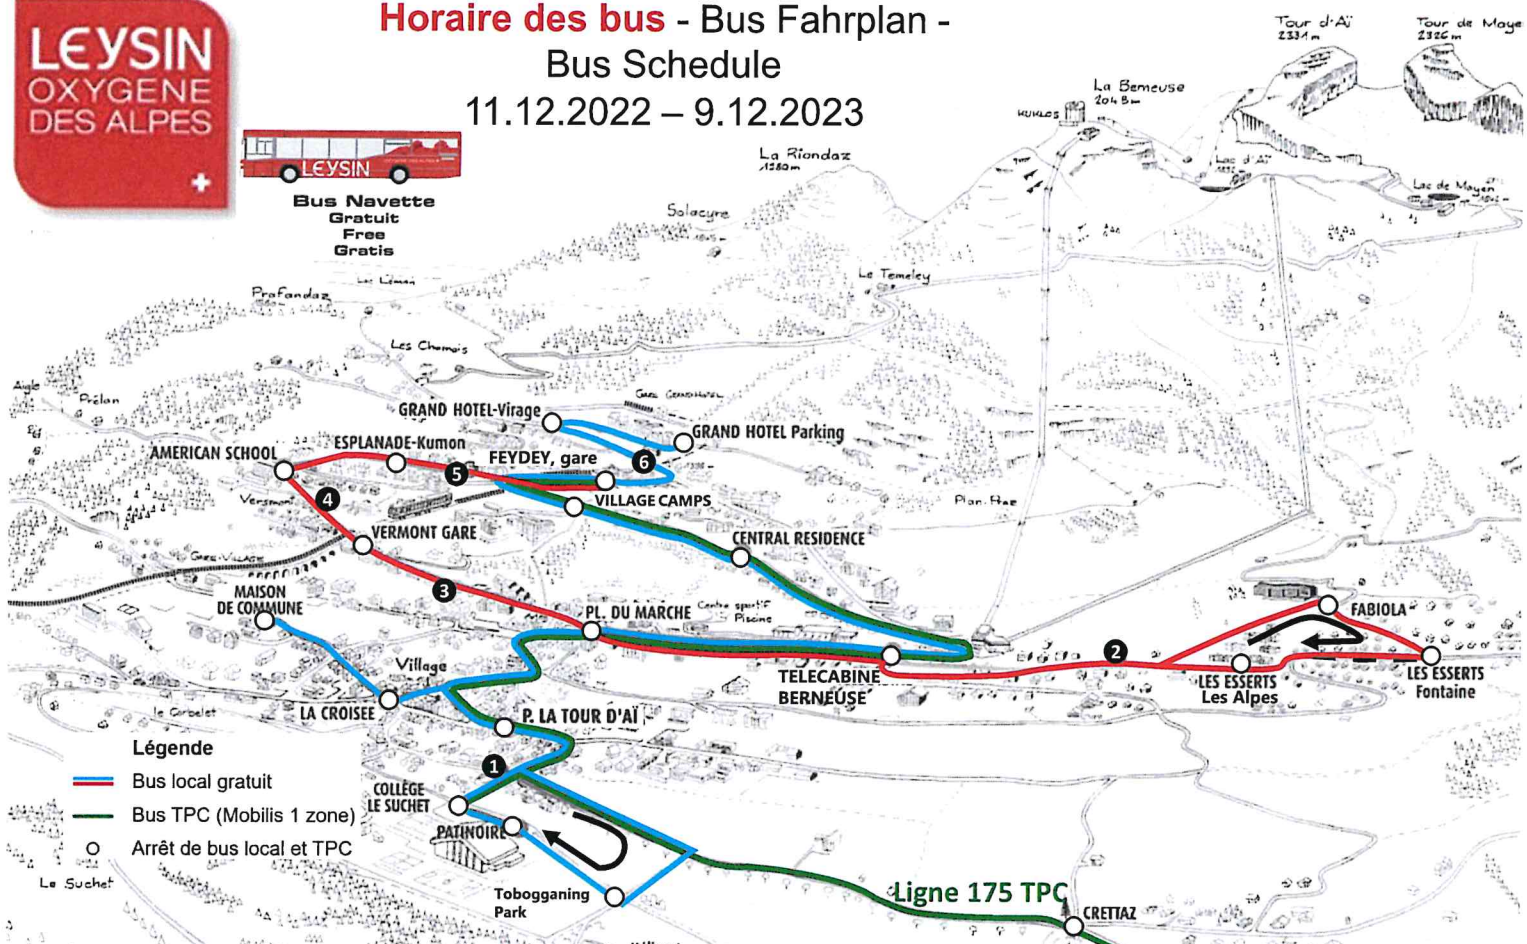 LEYSIN
OXYGENE
DES ALPES
Horaire des bus - Bus Fahrplan -
Bus Schedule
11.12.2022 – 9.12.2023
LEYSIN
Bus Navette
Gratuit
Free
Gratis
Tour d'Aï
2331 m
Tour de Maye
2326 m
La Berneuse
2048 m
KUKLOS
La Riondaz
Lac d'Aï
Lac de Mayen
Solacyre
Le Temeley
Lac Léman
Profondaz
Les Chamois
Aigle
Prélan
GRAND HOTEL-Virage
GRAND HOTEL Parking
ESPLANADE-Kumon
AMERICAN SCHOOL
FEYDEY, gare
6
5
VILLAGE CAMPS
4
Plan-Praz
VERMONT GARE
CENTRAL RESIDENCE
GARE-VILLAGE
MAISON
DE COMMUNE
3
PL. DU MARCHE
Centre sportif
Piscine
FABIOLA
2
Village
TELECABINE
BERNEUSE
LES ESSERTS
Les Alpes
LES ESSERTS
Fontaine
LA CROISEE
le Corbelet
P. LA TOUR D'AÏ
1
Légende
Bus local gratuit
Bus TPC (Mobilis 1 zone)
Arrêt de bus local et TPC
COLLÈGE
LE SUCHET
PATINOIRE
Le Suchet
Tobogganing
Park
Ligne 175 TPC
CRETTAZ